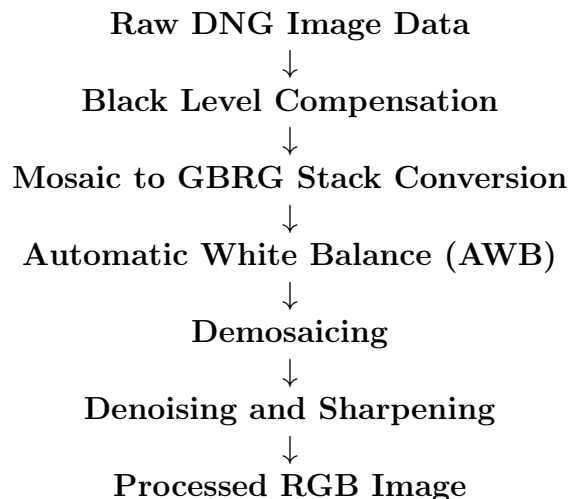 Raw DNG Image Data
↓
Black Level Compensation
↓
Mosaic to GBRG Stack Conversion
↓
Automatic White Balance (AWB)
↓
Demosaicing
↓
Denoising and Sharpening
↓
Processed RGB Image